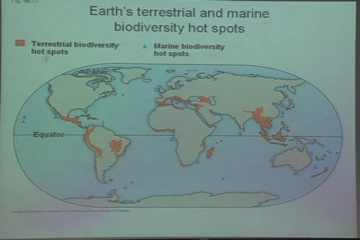 Earth's terrestrial and marine
biodiversity hot spots
Terrestrial biodiversity
hot spots
Marine biodiversity
hot spots
Equator